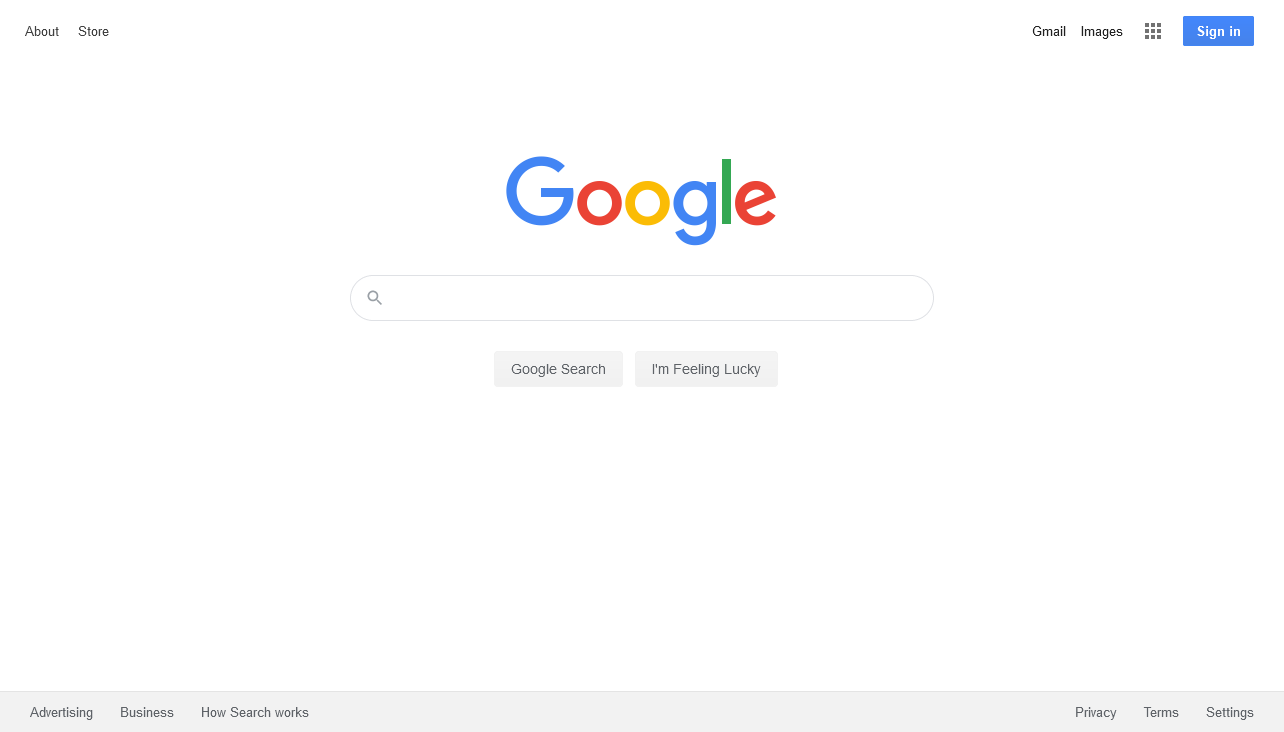 About Store Gmail Images Sign in
Google
Google Search I'm Feeling Lucky
Advertising Business How Search works Privacy Terms Settings